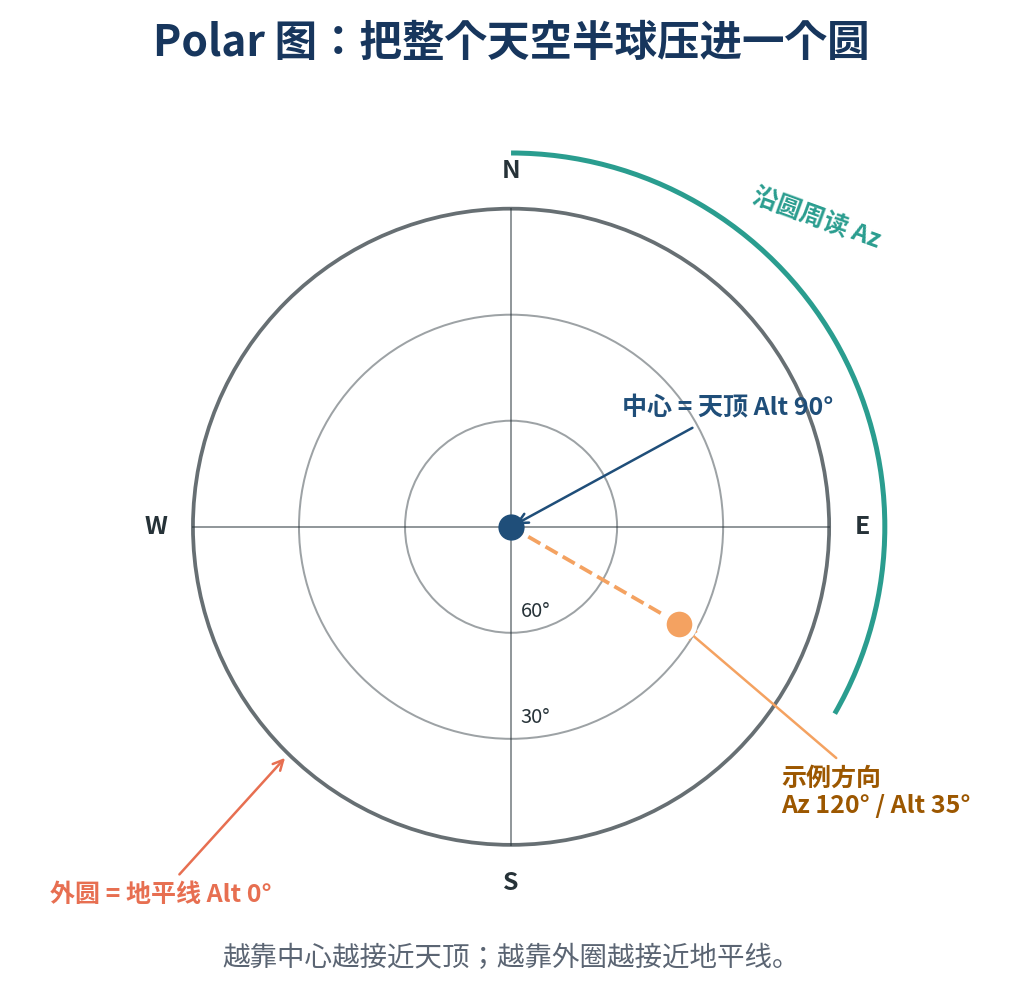 Polar 图：把整个天空半球压进一个圆
N
沿圆周读 Az
中心 = 天顶 Alt 90°
W
E
60°
30°
示例方向
Az 120° / Alt 35°
S
外圆 = 地平线 Alt 0°
越靠中心越接近天顶；越靠外圈越接近地平线。